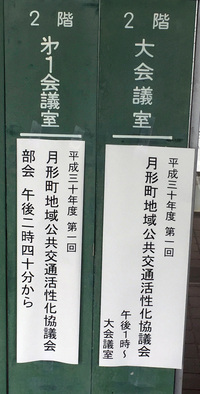 2階
大会議室
平成三十年度 第一回
月形町地域公共交通活性化協議会
午後1時～
大会議室
2階
㐧1会議室
平成三十年度 第一回
月形町地域公共交通活性化協議会
部会 午後二時四十分から